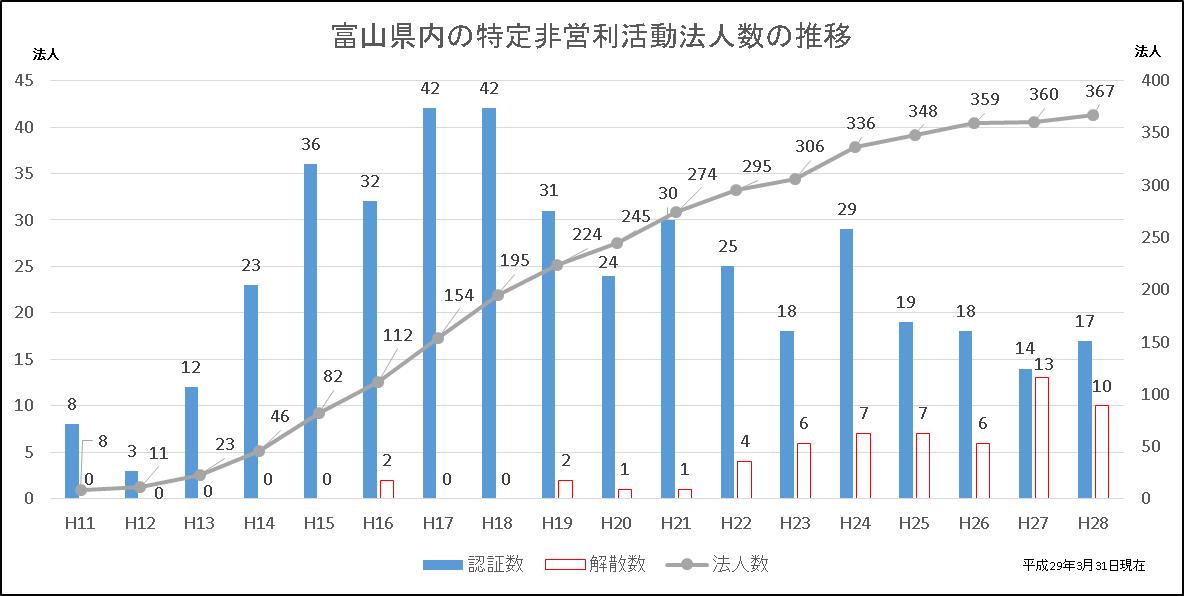 富山県内の特定非営利活動法人数の推移
法人 法人
45 400
40 350
35 300
30 250
25 200
20 150
15 100
10 50
5 0
0
8 3 12 23 36 32 42 42 31 24 30 25 18 29 19 18 14 17
0 0 0 0 0 2 0 0 2 1 1 4 6 7 7 6 13 10
8 11 23 46 82 112 154 195 224 245 274 295 306 336 348 359 360 367
H11 H12 H13 H14 H15 H16 H17 H18 H19 H20 H21 H22 H23 H24 H25 H26 H27 H28
認証数 解散数 法人数
平成29年3月31日現在